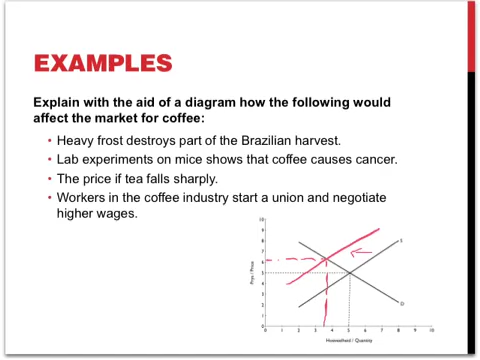 EXAMPLES
Explain with the aid of a diagram how the following would
affect the market for coffee:
• Heavy frost destroys part of the Brazilian harvest.
• Lab experiments on mice shows that coffee causes cancer.
• The price if tea falls sharply.
• Workers in the coffee industry start a union and negotiate
higher wages.
10
9
8
7
6
5
4
3
2
1
0
Prys / Price
S
D
0 1 2 3 4 5 6 7 8 9 10
Hoeveelheid / Quantity